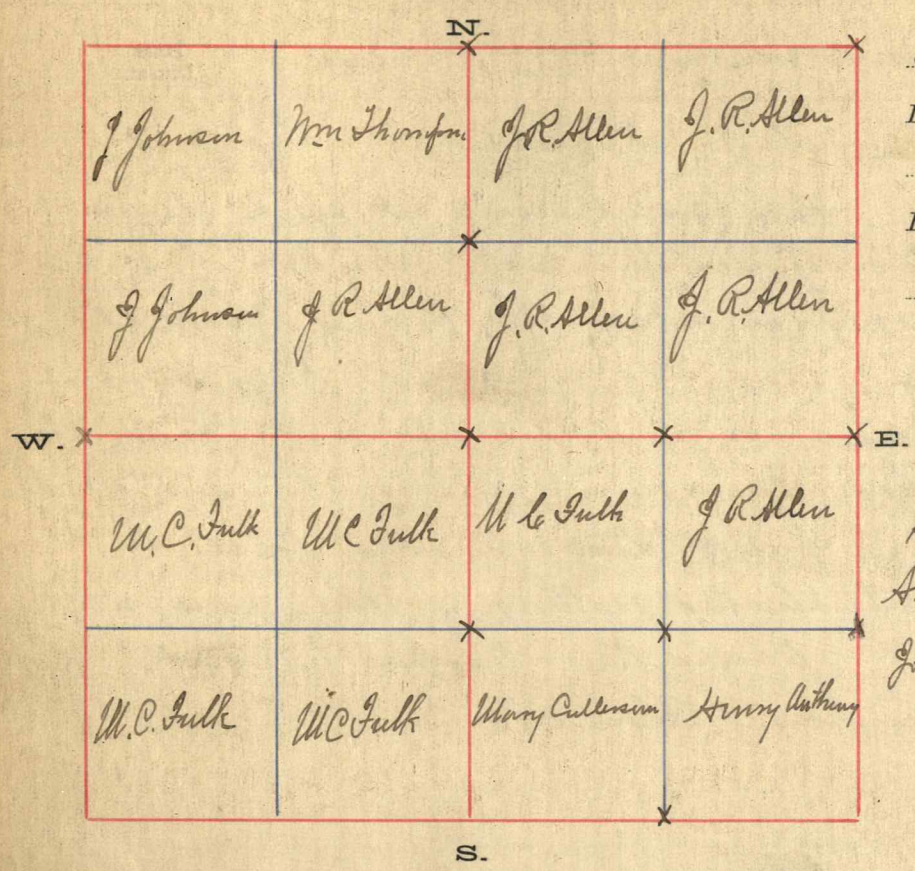 N.
J Johnson Wm Thompson J R. Allen J. R. Allen
J Johnson J R Allen J. R. Allen J. R. Allen
W. E.
M. C. Fulk M C Fulk M C Fulk J R Allen
M. C. Fulk M C Fulk Mary Cullerson Henry Anthony
S.